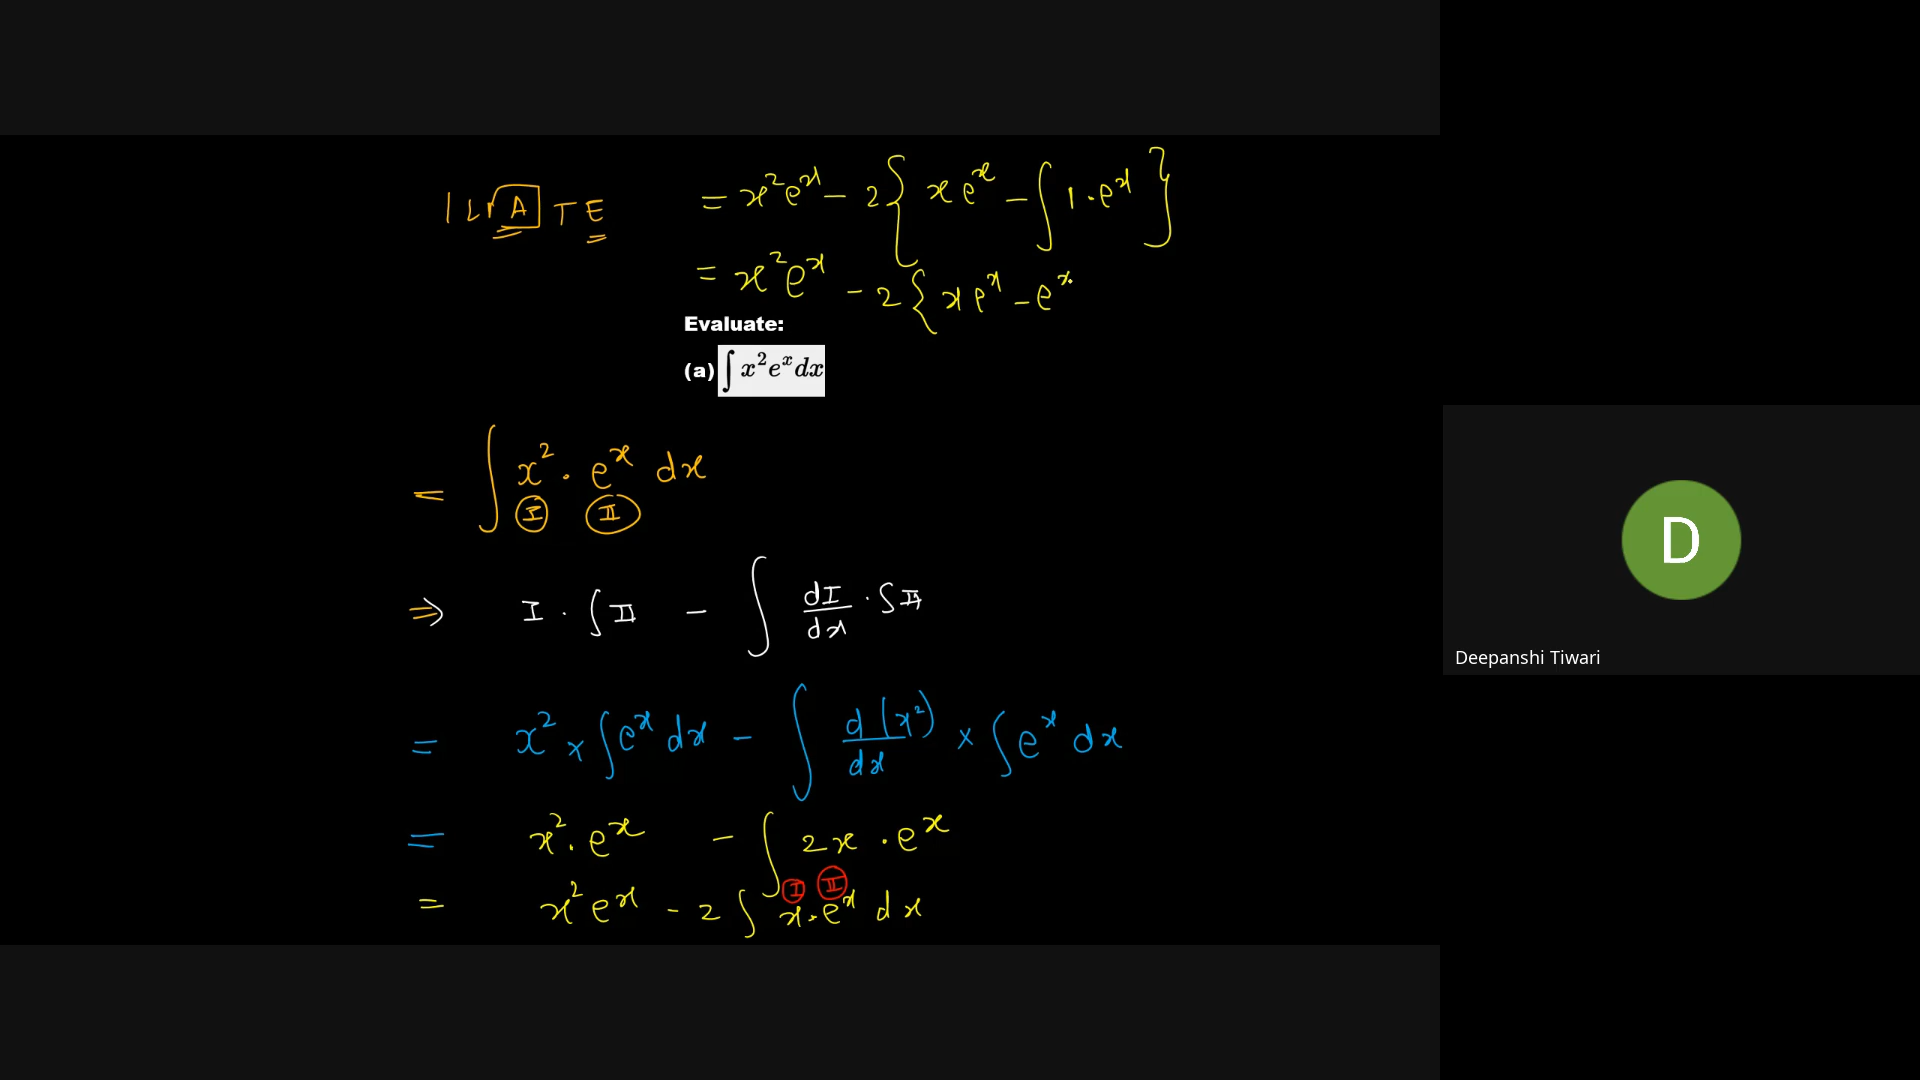 ILATE
= x²eˣ - 2{ xeˣ - ∫1·eˣ }
= x²eˣ - 2{ xeˣ - eˣ
Evaluate:
(a) ∫x²eˣdx
= ∫ x² · eˣ dx
I II
⇒ I · ∫II - ∫ dI/dx · ∫II
= x² × ∫eˣ dx - ∫ d(x²)/dx × ∫eˣ dx
= x² · eˣ - ∫ 2x · eˣ
I II
= x²eˣ - 2∫ x·eˣ dx
D
Deepanshi Tiwari